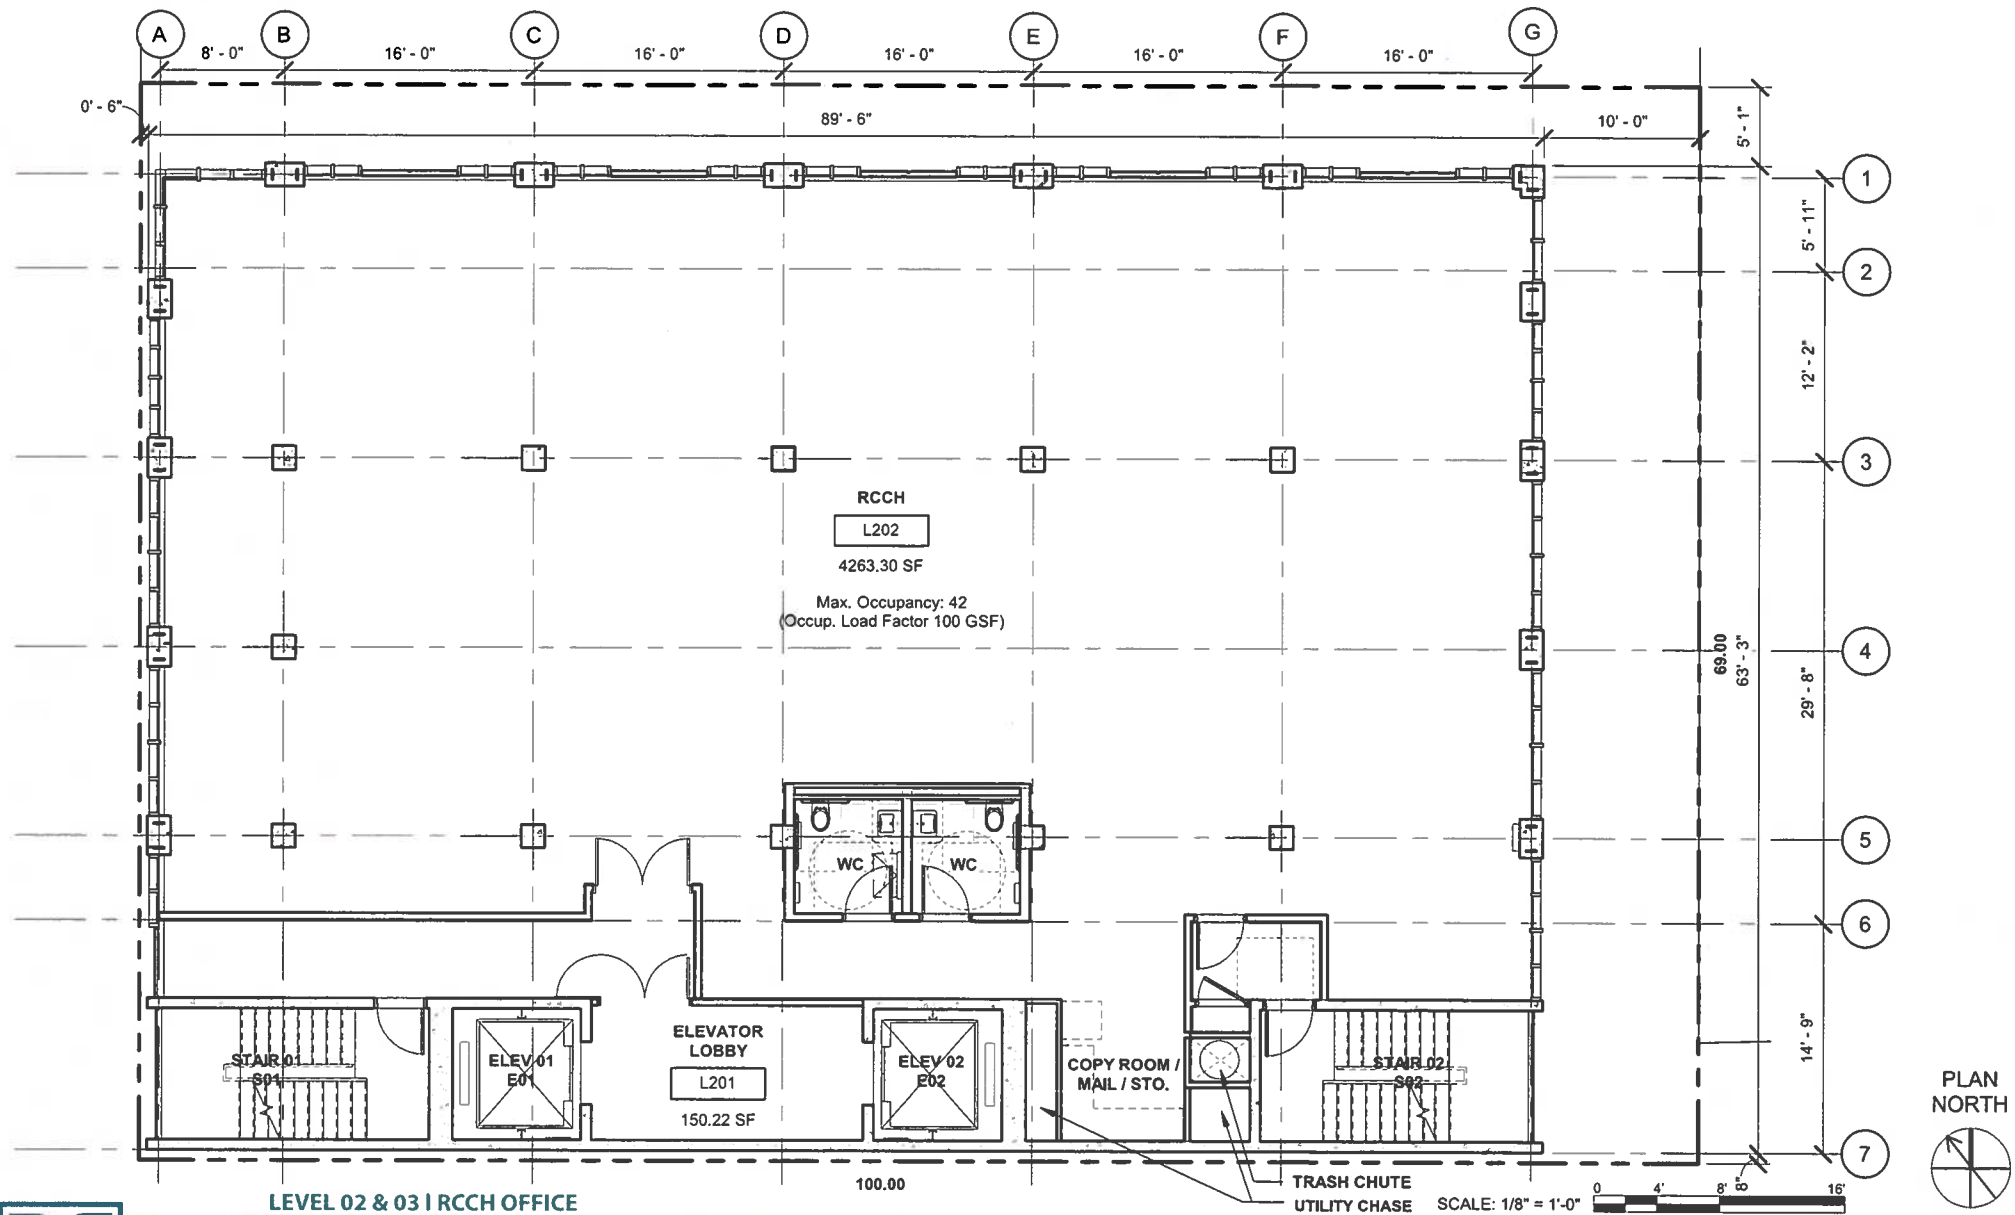 A B C D E F G
8' - 0" 16' - 0" 16' - 0" 16' - 0" 16' - 0" 16' - 0"
0' - 6"
89' - 6"
10' - 0"
5' - 1"
1
5' - 11"
2
12' - 2"
3
RCCH
L202
4263.30 SF
Max. Occupancy: 42
(Occup. Load Factor 100 GSF)
4
69.00
63' - 3"
29' - 8"
5
WC WC
6
ELEVATOR
LOBBY
L201
150.22 SF
STAIR 01
S01
ELEV 01
E01
ELEV 02
E02
COPY ROOM /
MAIL / STO.
STAIR 02
S02
14' - 9"
PLAN
NORTH
7
8"
100.00
TRASH CHUTE
UTILITY CHASE
SCALE: 1/8" = 1'-0"
0 4' 8' 16'
LEVEL 02 & 03 I RCCH OFFICE